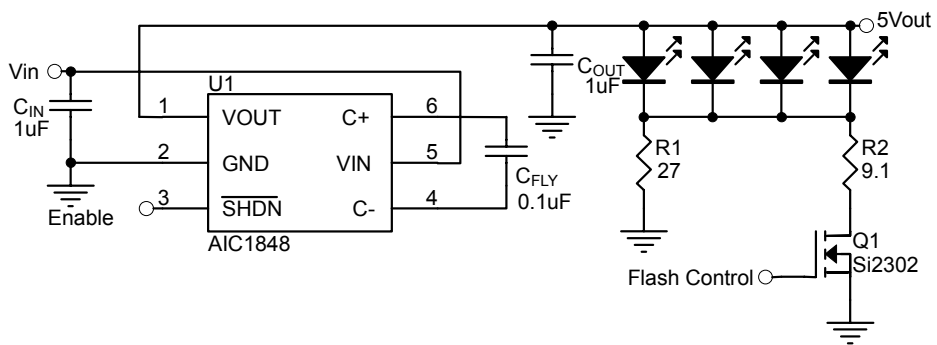 5Vout
Vin
U1
C_OUT
1uF
C_IN
1uF
1
VOUT
C+
6
R1
27
R2
9.1
2
GND
VIN
5
C_FLY
0.1uF
3
Enable
SHDN
C-
4
AIC1848
Q1
Si2302
Flash Control